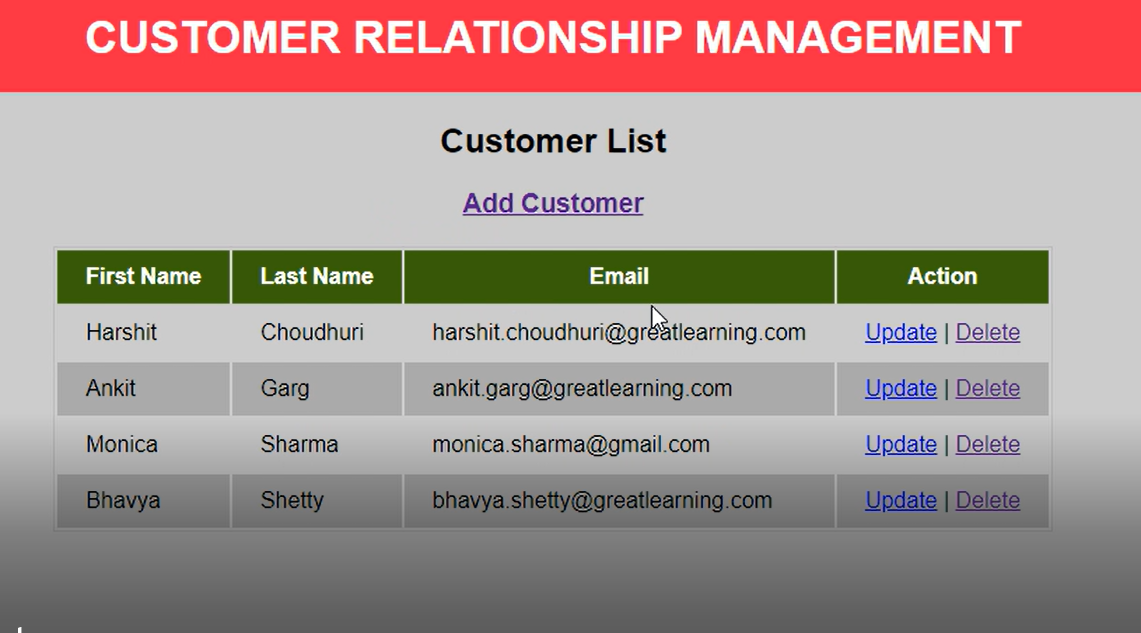 CUSTOMER RELATIONSHIP MANAGEMENT
Customer List
Add Customer
First Name Last Name Email Action
Harshit Choudhuri harshit.choudhuri@greatlearning.com Update | Delete
Ankit Garg ankit.garg@greatlearning.com Update | Delete
Monica Sharma monica.sharma@gmail.com Update | Delete
Bhavya Shetty bhavya.shetty@greatlearning.com Update | Delete